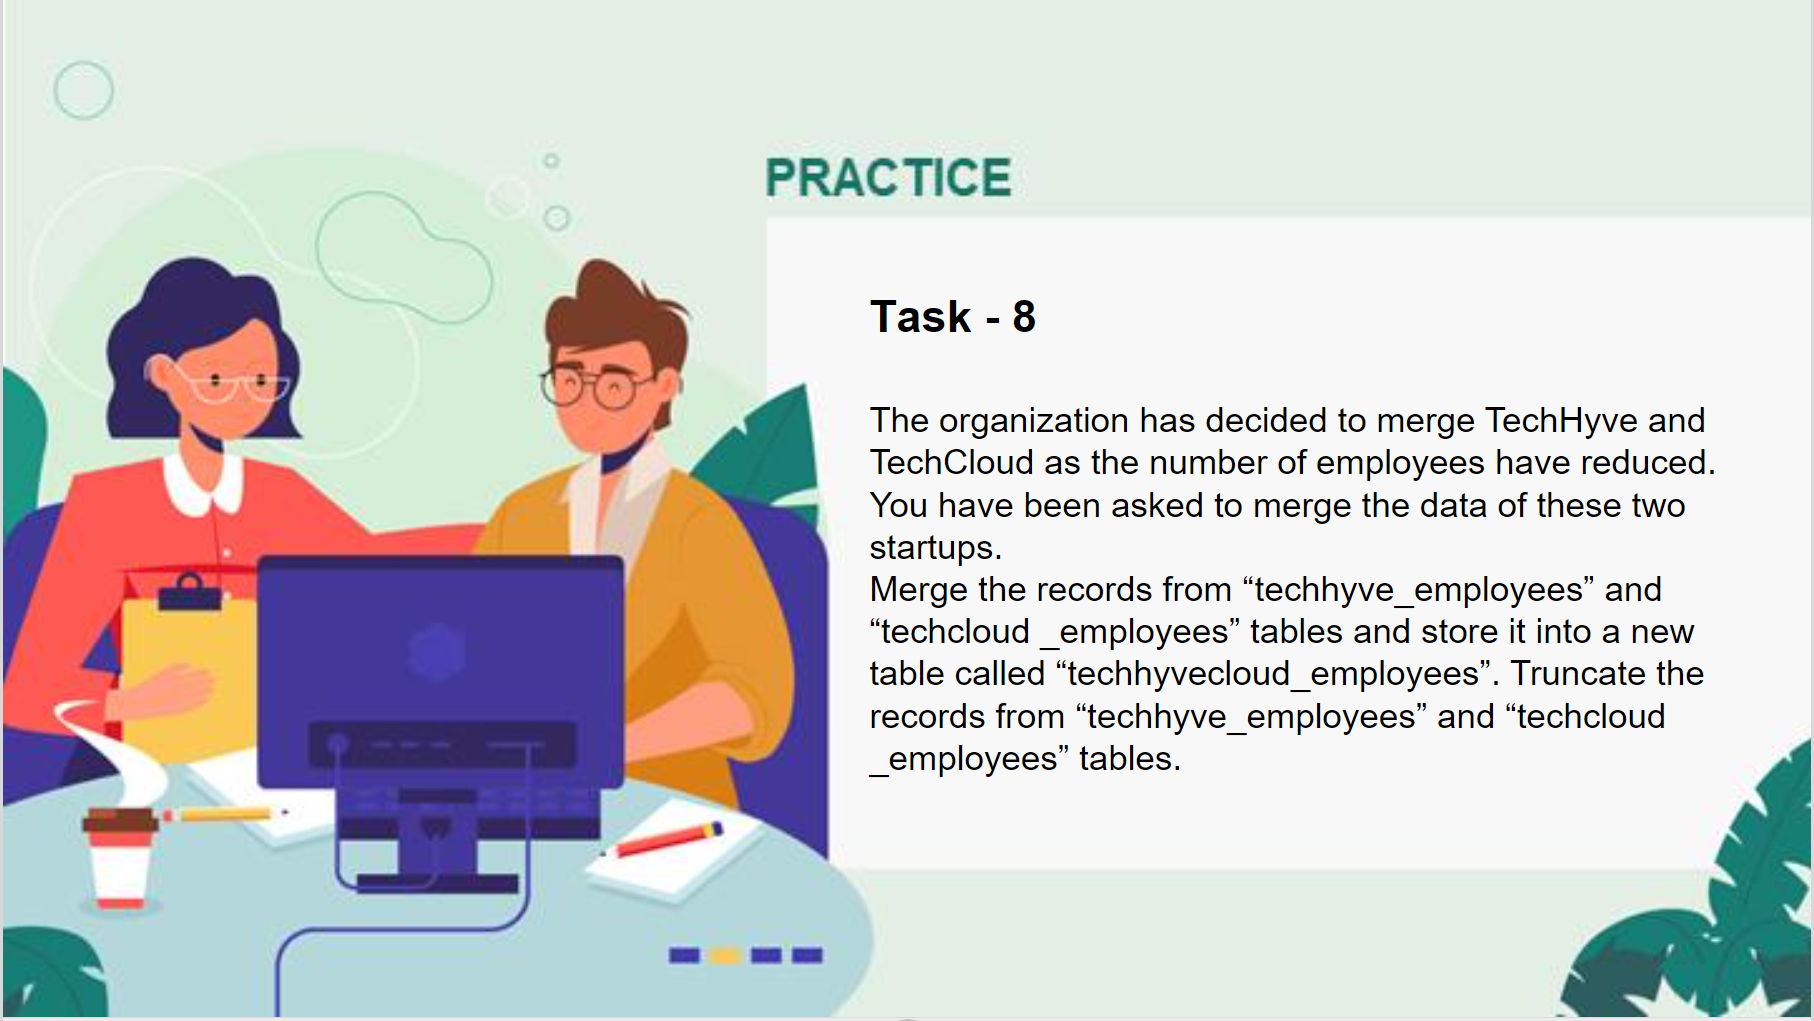 PRACTICE
Task - 8
The organization has decided to merge TechHyve and
TechCloud as the number of employees have reduced.
You have been asked to merge the data of these two
startups.
Merge the records from “techhyve_employees” and
“techcloud _employees” tables and store it into a new
table called “techhyvecloud_employees”. Truncate the
records from “techhyve_employees” and “techcloud
_employees” tables.